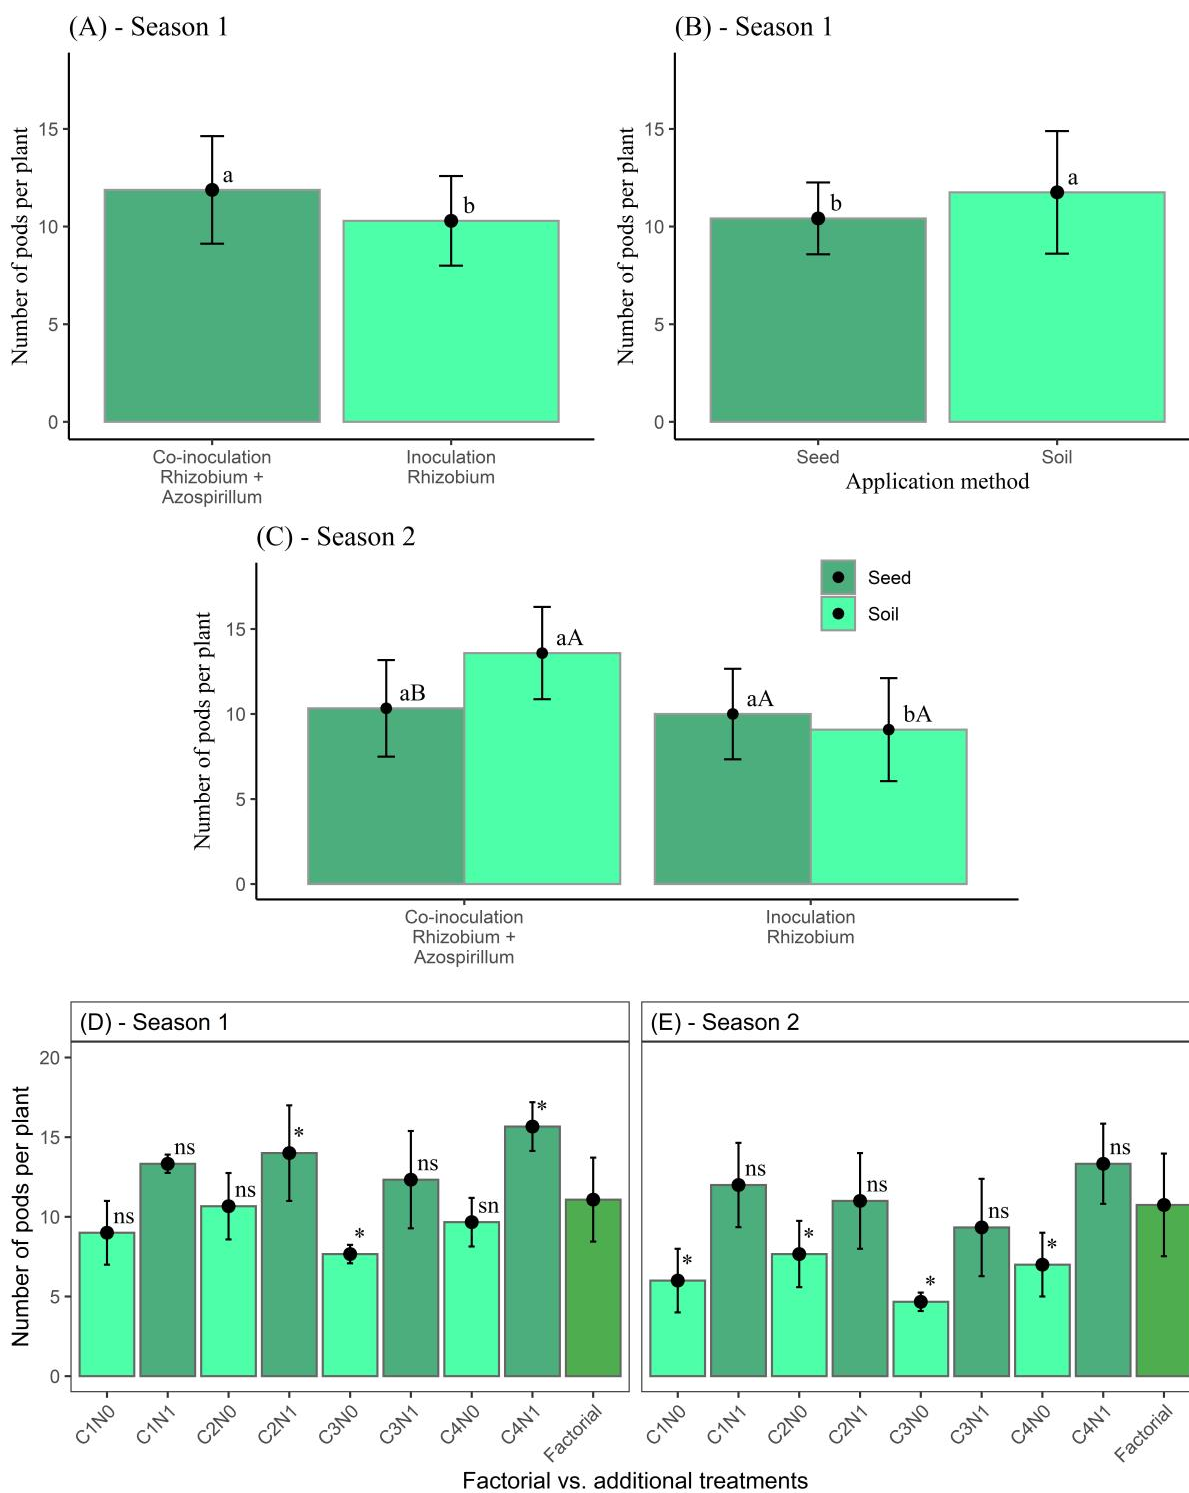 (A) - Season 1
Number of pods per plant
15
10
5
0
a
b
Co-inoculation
Rhizobium +
Azospirillum
Inoculation
Rhizobium
(B) - Season 1
Number of pods per plant
15
10
5
0
b
a
Seed
Soil
Application method
(C) - Season 2
Number of pods per plant
15
10
5
0
aB
aA
aA
bA
Seed
Soil
Co-inoculation
Rhizobium +
Azospirillum
Inoculation
Rhizobium
(D) - Season 1
Number of pods per plant
20
15
10
5
0
ns
ns
ns
*
*
ns
sn
*
C1N0
C1N1
C2N0
C2N1
C3N0
C3N1
C4N0
C4N1
Factorial
(E) - Season 2
*
ns
*
ns
*
ns
*
ns
C1N0
C1N1
C2N0
C2N1
C3N0
C3N1
C4N0
C4N1
Factorial
Factorial vs. additional treatments